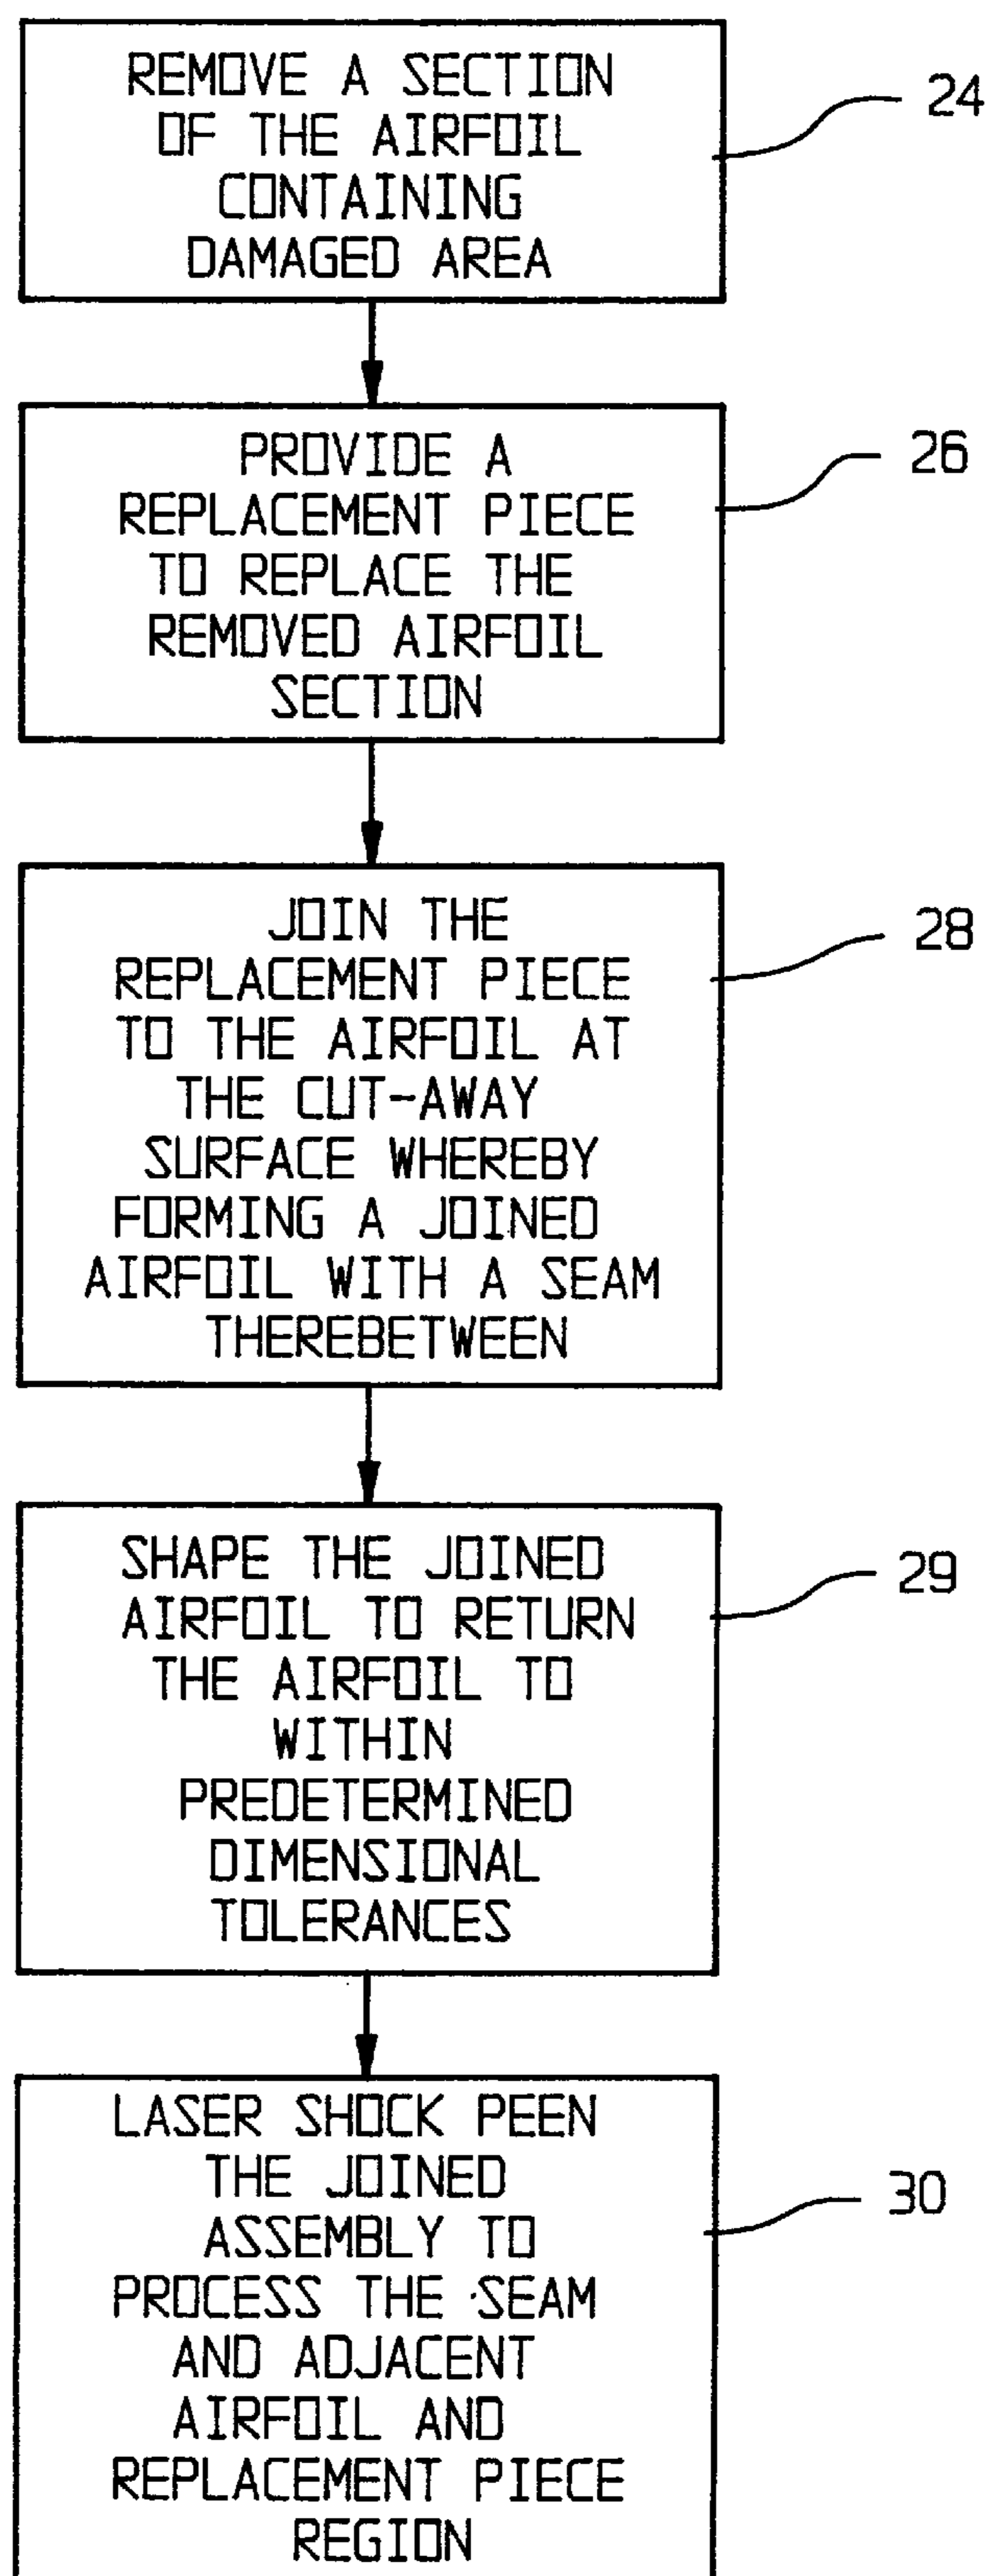 REMOVE A SECTION
OF THE AIRFOIL
CONTAINING
DAMAGED AREA
24
PROVIDE A
REPLACEMENT PIECE
TO REPLACE THE
REMOVED AIRFOIL
SECTION
26
JOIN THE
REPLACEMENT PIECE
TO THE AIRFOIL AT
THE CUT-AWAY
SURFACE WHEREBY
FORMING A JOINED
AIRFOIL WITH A SEAM
THEREBETWEEN
28
SHAPE THE JOINED
AIRFOIL TO RETURN
THE AIRFOIL TO
WITHIN
PREDETERMINED
DIMENSIONAL
TOLERANCES
29
LASER SHOCK PEEN
THE JOINED
ASSEMBLY TO
PROCESS THE SEAM
AND ADJACENT
AIRFOIL AND
REPLACEMENT PIECE
REGION
30